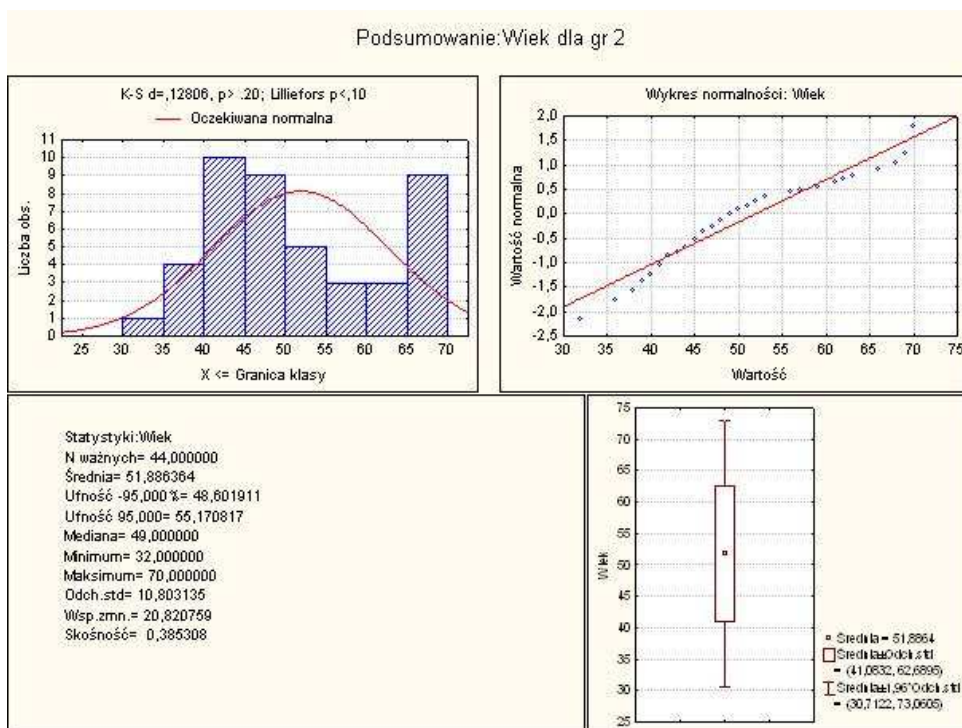 Podsumowanie:Wiek dla gr 2
K-S d=,12806, p> .20; Lilliefors p<,10
Oczekiwana normalna
11
10
9
8
7
6
5
4
3
2
1
0
Liczba obs.
25 30 35 40 45 50 55 60 65 70
X <= Granica klasy
Wykres normalności: Wiek
2,0
1,5
1,0
0,5
0,0
-0,5
-1,0
-1,5
-2,0
-2,5
Wartość normalna
30 35 40 45 50 55 60 65 70 75
Wartość
Statystyki:Wiek
N ważnych= 44,000000
Średnia= 51,886364
Ufność -95,000%= 48,601911
Ufność 95,000= 55,170817
Mediana= 49,000000
Minimum= 32,000000
Maksimum= 70,000000
Odch.std= 10,803135
Wsp.zmn.= 20,820759
Skośność= 0,385308
75
70
65
60
55
50
45
40
35
30
25
Wiek
Średnia = 51,8864
Średnia±Odch.std
= (41,0832, 62,6895)
Średnia±1,96*Odch.std
= (30,7122, 73,0605)